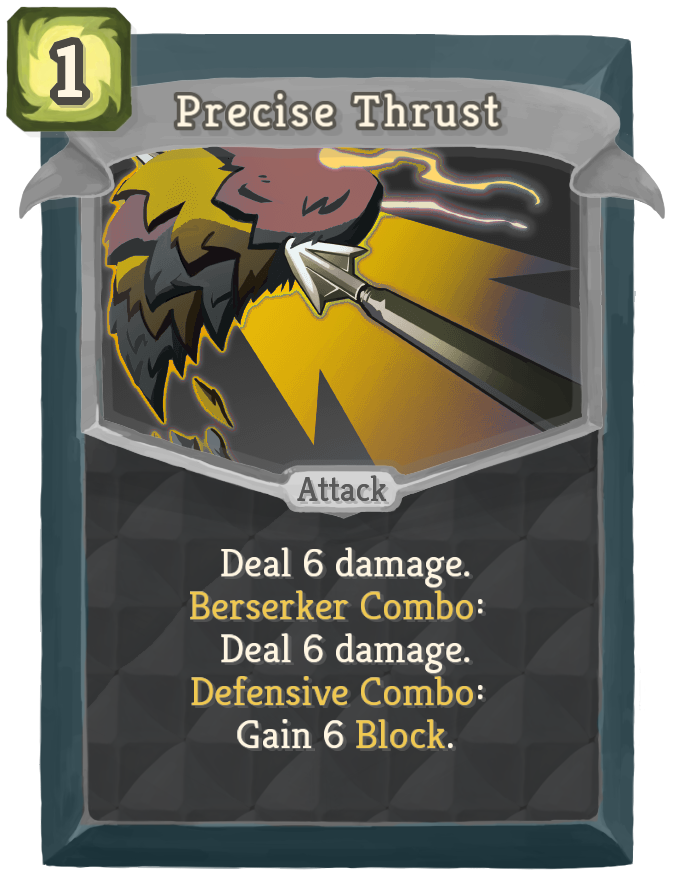 1
Precise Thrust
Attack
Deal 6 damage.
Berserker Combo:
Deal 6 damage.
Defensive Combo:
Gain 6 Block.